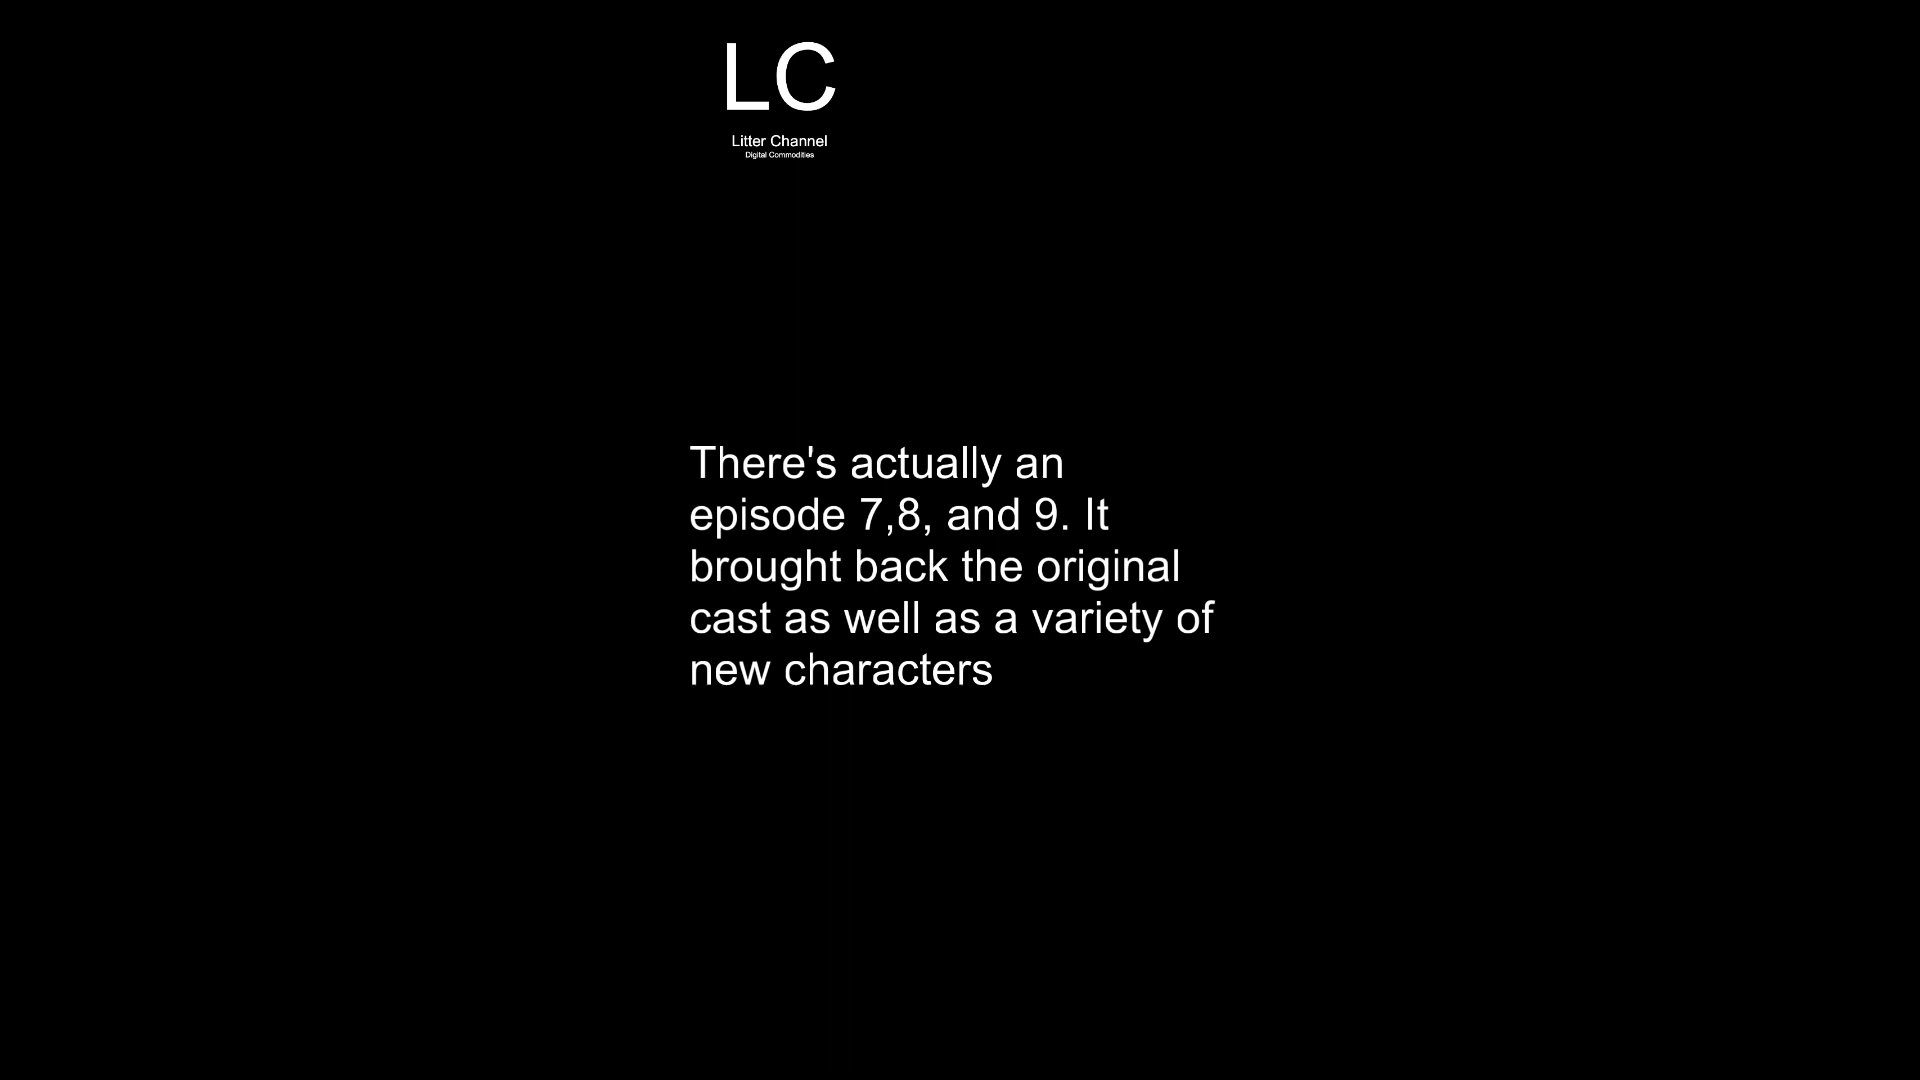 LC
Litter Channel
Digital Commodities
There's actually an
episode 7,8, and 9. It
brought back the original
cast as well as a variety of
new characters